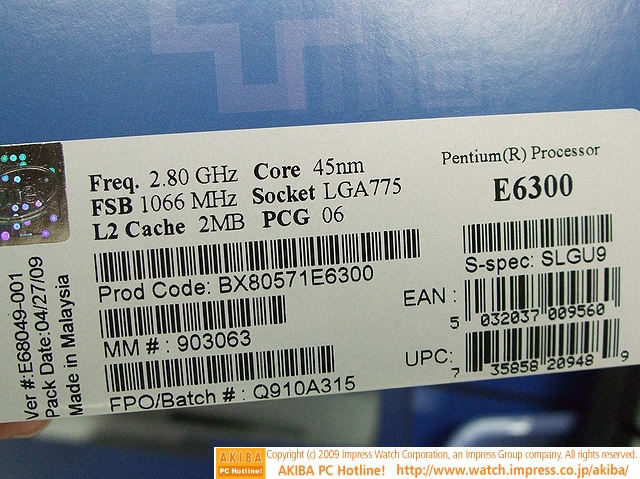 Freq. 2.80 GHz Core 45nm
FSB 1066 MHz Socket LGA775
L2 Cache 2MB PCG 06
Prod Code: BX80571E6300
MM # : 903063
FPO/Batch # : Q910A315
Pentium(R) Processor
E6300
S-spec: SLGU9
EAN :
5 032037 009560
UPC:
7 35858 20948 9
Ver #:E68049-001
Pack Date:04/27/09
Made in Malaysia
AKIBA
PC Hotline!
Copyright (c) 2009 Impress Watch Corporation, an Impress Group company. All rights reserved.
AKIBA PC Hotline! http://www.watch.impress.co.jp/akiba/